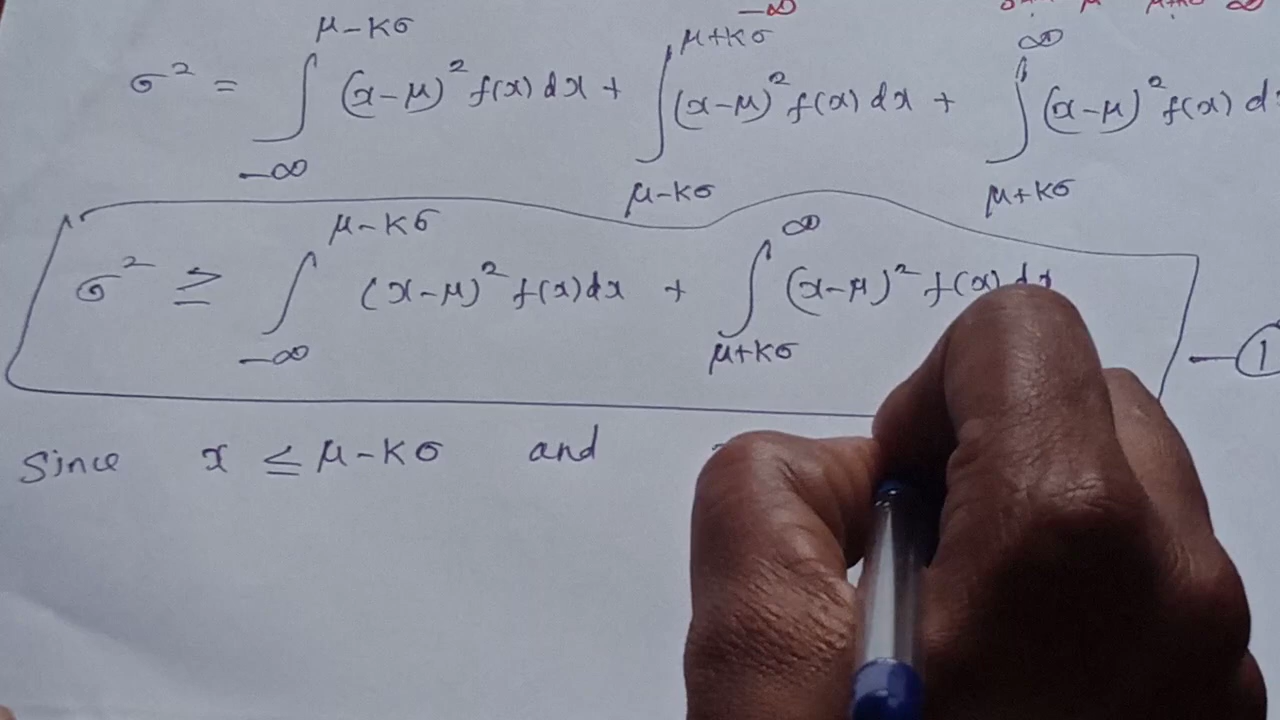 σ² = ∫_{-∞}^{μ-kσ} (x-μ)² f(x) dx + ∫_{μ-kσ}^{μ+kσ} (x-μ)² f(x) dx + ∫_{μ+kσ}^{∞} (x-μ)² f(x) d
σ² ≥ ∫_{-∞}^{μ-kσ} (x-μ)² f(x) dx + ∫_{μ+kσ}^{∞} (x-μ)² f(x) dx — ①
Since x ≤ μ-kσ and